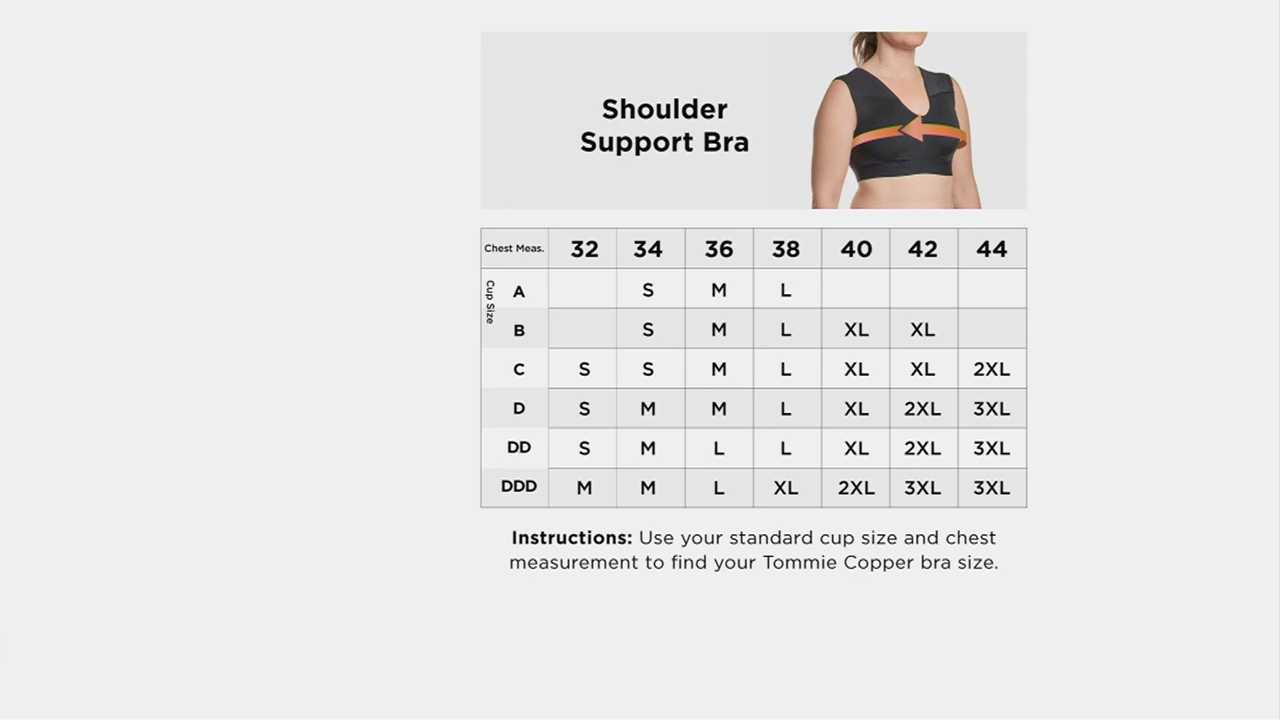 Shoulder
Support Bra
Chest Meas. 32 34 36 38 40 42 44
Cup Size
A S M L
B S M L XL XL
C S S M L XL XL 2XL
D S M M L XL 2XL 3XL
DD S M L L XL 2XL 3XL
DDD M M L XL 2XL 3XL 3XL
Instructions: Use your standard cup size and chest
measurement to find your Tommie Copper bra size.